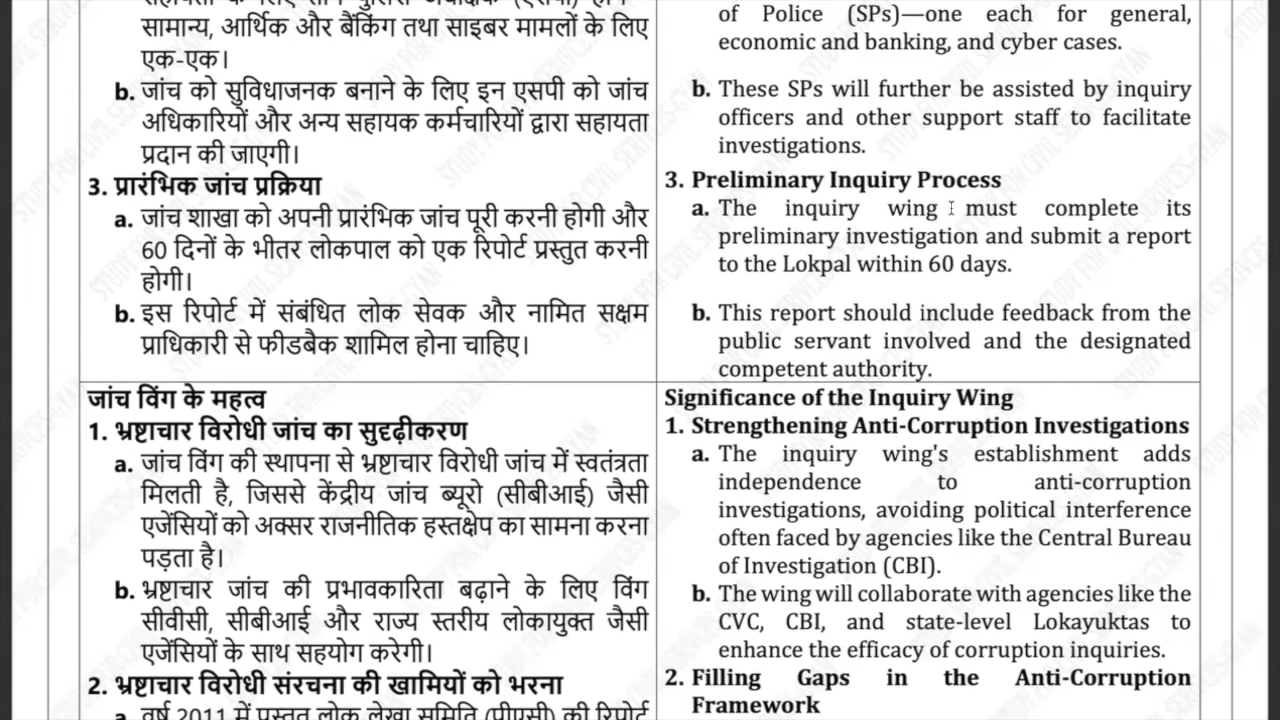 सामान्य, आर्थिक और बैंकिंग तथा साइबर मामलों के लिए
एक-एक।
b. जांच को सुविधाजनक बनाने के लिए इन एसपी को जांच
अधिकारियों और अन्य सहायक कर्मचारियों द्वारा सहायता
प्रदान की जाएगी।
3. प्रारंभिक जांच प्रक्रिया
a. जांच शाखा को अपनी प्रारंभिक जांच पूरी करनी होगी और
60 दिनों के भीतर लोकपाल को एक रिपोर्ट प्रस्तुत करनी
होगी।
b. इस रिपोर्ट में संबंधित लोक सेवक और नामित सक्षम
प्राधिकारी से फीडबैक शामिल होना चाहिए।
of Police (SPs)—one each for general,
economic and banking, and cyber cases.
b. These SPs will further be assisted by inquiry
officers and other support staff to facilitate
investigations.
3. Preliminary Inquiry Process
a. The inquiry wing must complete its
preliminary investigation and submit a report
to the Lokpal within 60 days.
b. This report should include feedback from the
public servant involved and the designated
competent authority.
जांच विंग के महत्व
1. भ्रष्टाचार विरोधी जांच का सुदृढ़ीकरण
a. जांच विंग की स्थापना से भ्रष्टाचार विरोधी जांच में स्वतंत्रता
मिलती है, जिससे केंद्रीय जांच ब्यूरो (सीबीआई) जैसी
एजेंसियों को अक्सर राजनीतिक हस्तक्षेप का सामना करना
पड़ता है।
b. भ्रष्टाचार जांच की प्रभावकारिता बढ़ाने के लिए विंग
सीवीसी, सीबीआई और राज्य स्तरीय लोकायुक्त जैसी
एजेंसियों के साथ सहयोग करेगी।
2. भ्रष्टाचार विरोधी संरचना की खामियों को भरना
a. वर्ष 2011 में प्रस्तुत लोक लेखा समिति (पीएसी) की रिपोर्ट
Significance of the Inquiry Wing
1. Strengthening Anti-Corruption Investigations
a. The inquiry wing's establishment adds
independence to anti-corruption
investigations, avoiding political interference
often faced by agencies like the Central Bureau
of Investigation (CBI).
b. The wing will collaborate with agencies like the
CVC, CBI, and state-level Lokayuktas to
enhance the efficacy of corruption inquiries.
2. Filling Gaps in the Anti-Corruption
Framework